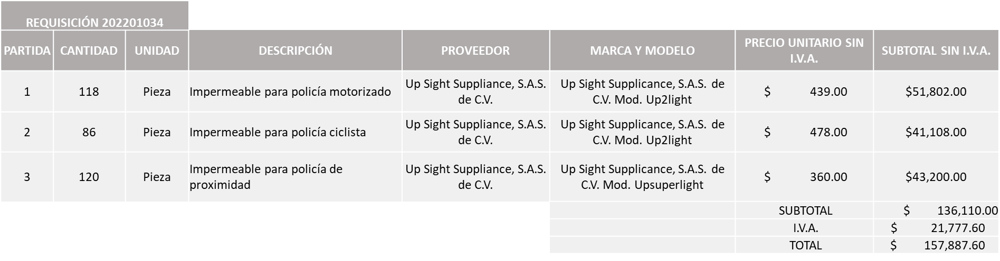 REQUISICIÓN 202201034
PARTIDA CANTIDAD UNIDAD DESCRIPCIÓN PROVEEDOR MARCA Y MODELO PRECIO UNITARIO SIN I.V.A. SUBTOTAL SIN I.V.A.
1 118 Pieza Impermeable para policía motorizado Up Sight Suppliance, S.A.S. de C.V. Up Sight Supplicance, S.A.S. de C.V. Mod. Up2light $ 439.00 $51,802.00
2 86 Pieza Impermeable para policía ciclista Up Sight Suppliance, S.A.S. de C.V. Up Sight Supplicance, S.A.S. de C.V. Mod. Up2light $ 478.00 $41,108.00
3 120 Pieza Impermeable para policía de proximidad Up Sight Suppliance, S.A.S. de C.V. Up Sight Supplicance, S.A.S. de C.V. Mod. Upsuperlight $ 360.00 $43,200.00
SUBTOTAL $ 136,110.00
I.V.A. $ 21,777.60
TOTAL $ 157,887.60